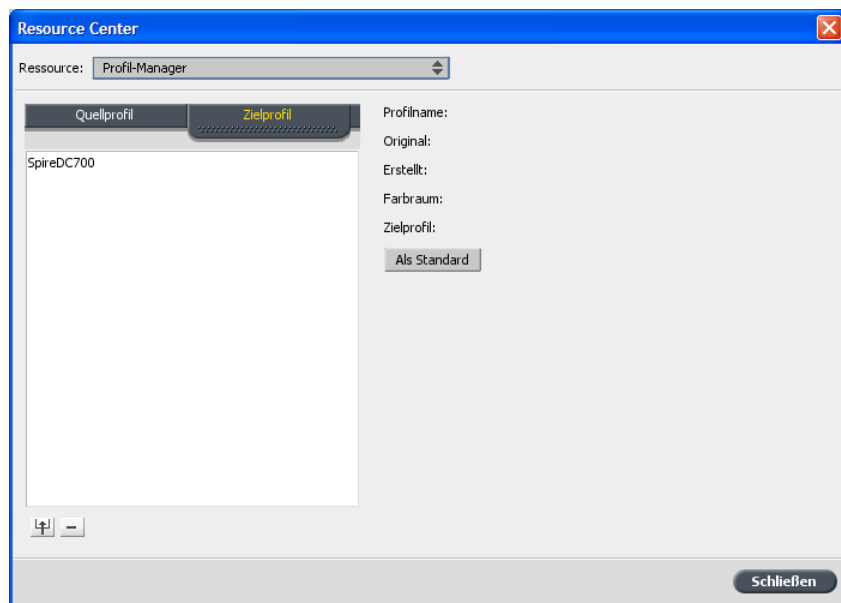 Resource Center
Ressource: Profil-Manager
Quellprofil Zielprofil
SpireDC700
Profilname:
Original:
Erstellt:
Farbraum:
Zielprofil:
Als Standard
Schließen